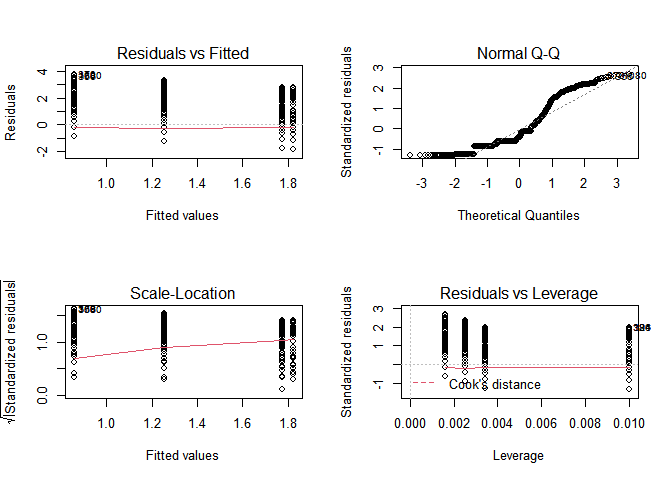 Residuals vs Fitted
Residuals
4
2
0
-2
1.0 1.2 1.4 1.6 1.8
Fitted values
Normal Q-Q
Standardized residuals
3
2
1
0
-1
-3 -2 -1 0 1 2 3
Theoretical Quantiles
Scale-Location
√|Standardized residuals|
1.0
0.0
1.0 1.2 1.4 1.6 1.8
Fitted values
Residuals vs Leverage
Standardized residuals
3
2
1
-1
Cook's distance
0.000 0.002 0.004 0.006 0.008 0.010
Leverage